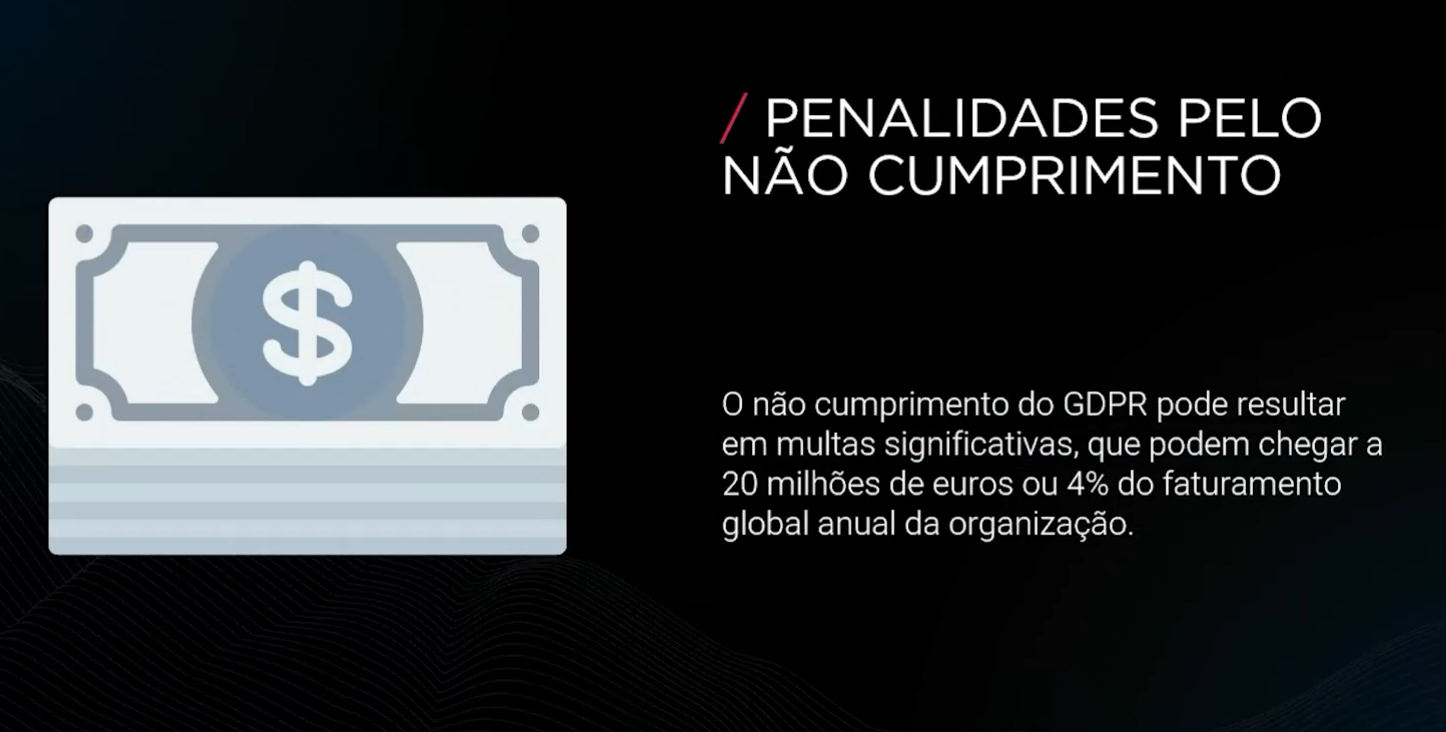 / PENALIDADES PELO
NÃO CUMPRIMENTO
$
O não cumprimento do GDPR pode resultar
em multas significativas, que podem chegar a
20 milhões de euros ou 4% do faturamento
global anual da organização.